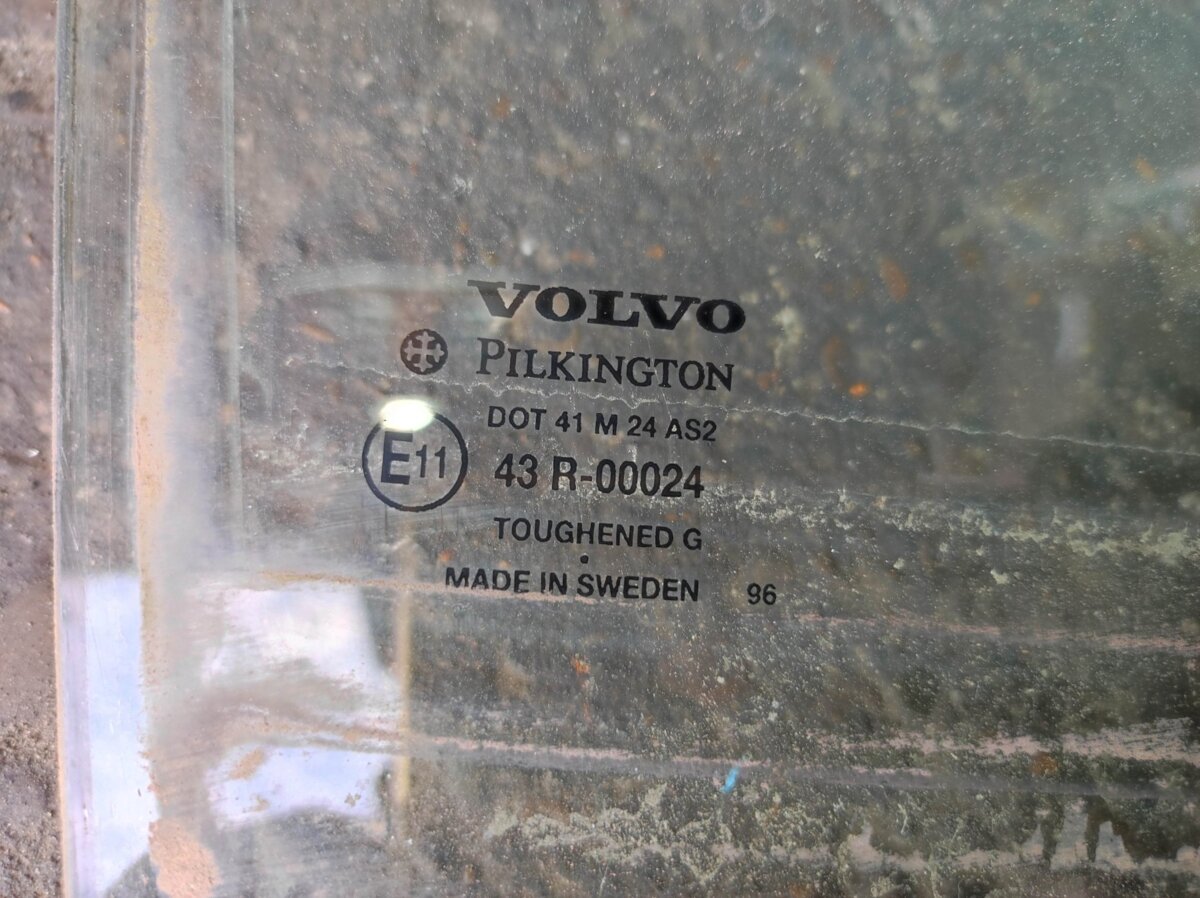 VOLVO
PILKINGTON
DOT 41 M 24 AS2
E11 43 R-00024
TOUGHENED G
.
MADE IN SWEDEN 96